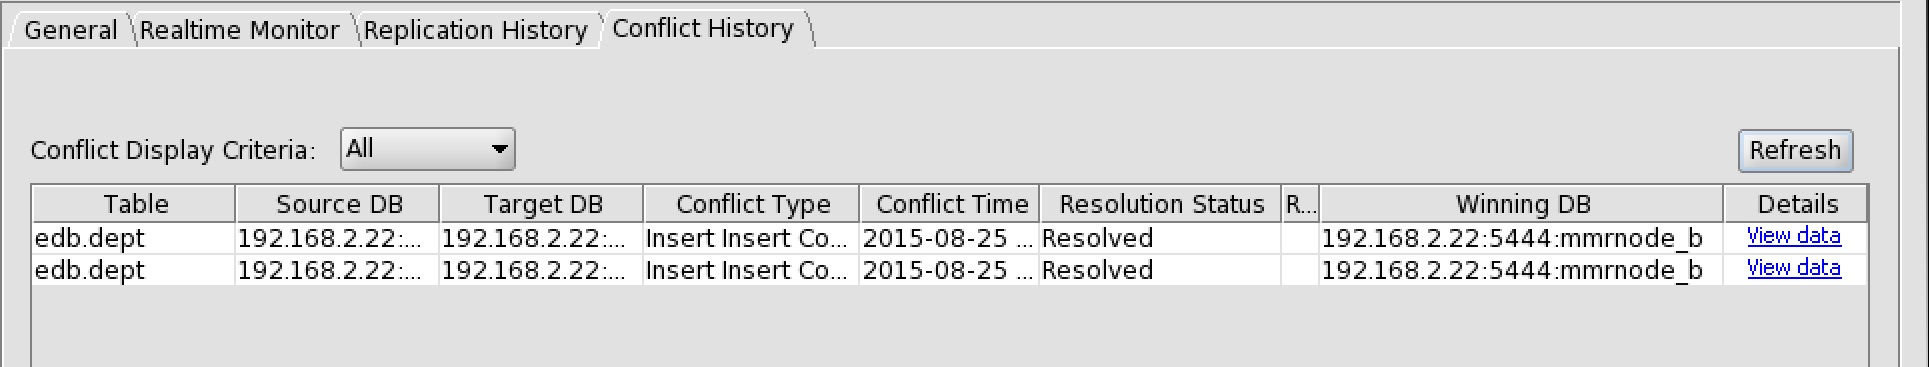 General Realtime Monitor Replication History Conflict History
Conflict Display Criteria: All Refresh
Table Source DB Target DB Conflict Type Conflict Time Resolution Status R... Winning DB Details
edb.dept 192.168.2.22:... 192.168.2.22:... Insert Insert Co... 2015-08-25 ... Resolved 192.168.2.22:5444:mmrnode_b View data
edb.dept 192.168.2.22:... 192.168.2.22:... Insert Insert Co... 2015-08-25 ... Resolved 192.168.2.22:5444:mmrnode_b View data